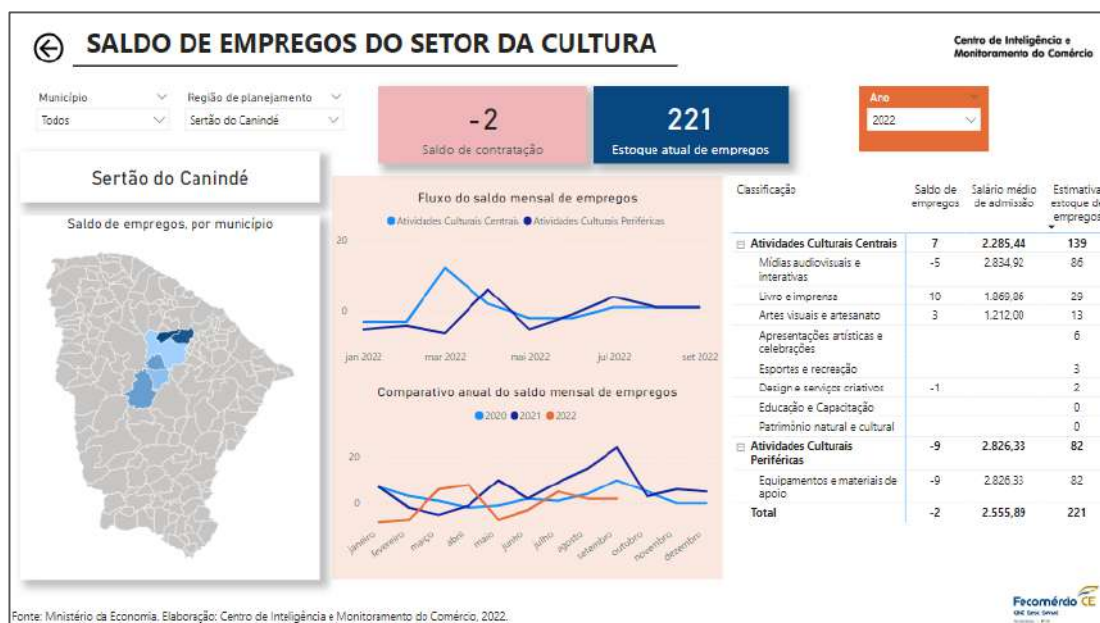 SALDO DE EMPREGOS DO SETOR DA CULTURA
Centro de Inteligência e
Monitoramento do Comércio
Município
Todos
Região de planejamento
Sertão do Canindé
-2
Saldo de contratação
221
Estoque atual de empregos
Ano
2022
Sertão do Canindé
Saldo de empregos, por município
Fluxo do saldo mensal de empregos
Atividades Culturais Centrais Atividades Culturais Periféricas
20
0
jan 2022 mar 2022 mai 2022 jul 2022 set 2022
Comparativo anual do saldo mensal de empregos
2020 2021 2022
20
0
janeiro fevereiro março abril maio junho julho agosto setembro outubro novembro dezembro
Classificação Saldo de empregos Salário médio de admissão Estimativa estoque de empregos
Atividades Culturais Centrais 7 2.285,44 139
Mídias audiovisuais e interativas -5 2.834,92 86
Livro e imprensa 10 1.869,86 29
Artes visuais e artesanato 3 1.212,00 13
Apresentações artísticas e celebrações 6
Esportes e recreação 3
Design e serviços criativos -1 2
Educação e Capacitação 0
Patrimônio natural e cultural 0
Atividades Culturais Periféricas -9 2.826,33 82
Equipamentos e materiais de apoio -9 2.826,33 82
Total -2 2.555,89 221
Fonte: Ministério da Economia. Elaboração: Centro de Inteligência e Monitoramento do Comércio, 2022.
Fecomércio CE